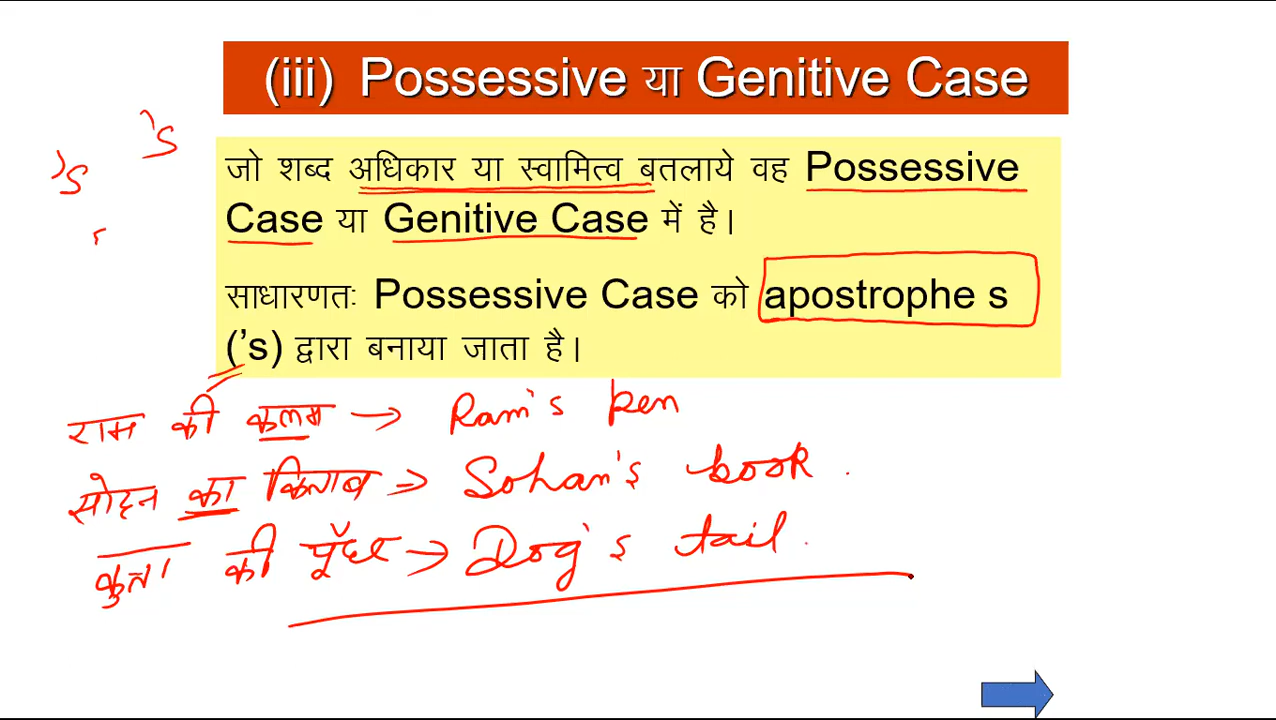 (iii) Possessive या Genitive Case
's
's
जो शब्द अधिकार या स्वामित्व बतलाये वह Possessive
Case या Genitive Case में है।
साधारणतः Possessive Case को apostrophe s
('s) द्वारा बनाया जाता है।
राम की कलम → Ram's pen
सोहन का किताब → Sohan's book.
कुत्ता की पूँछ → Dog's tail.